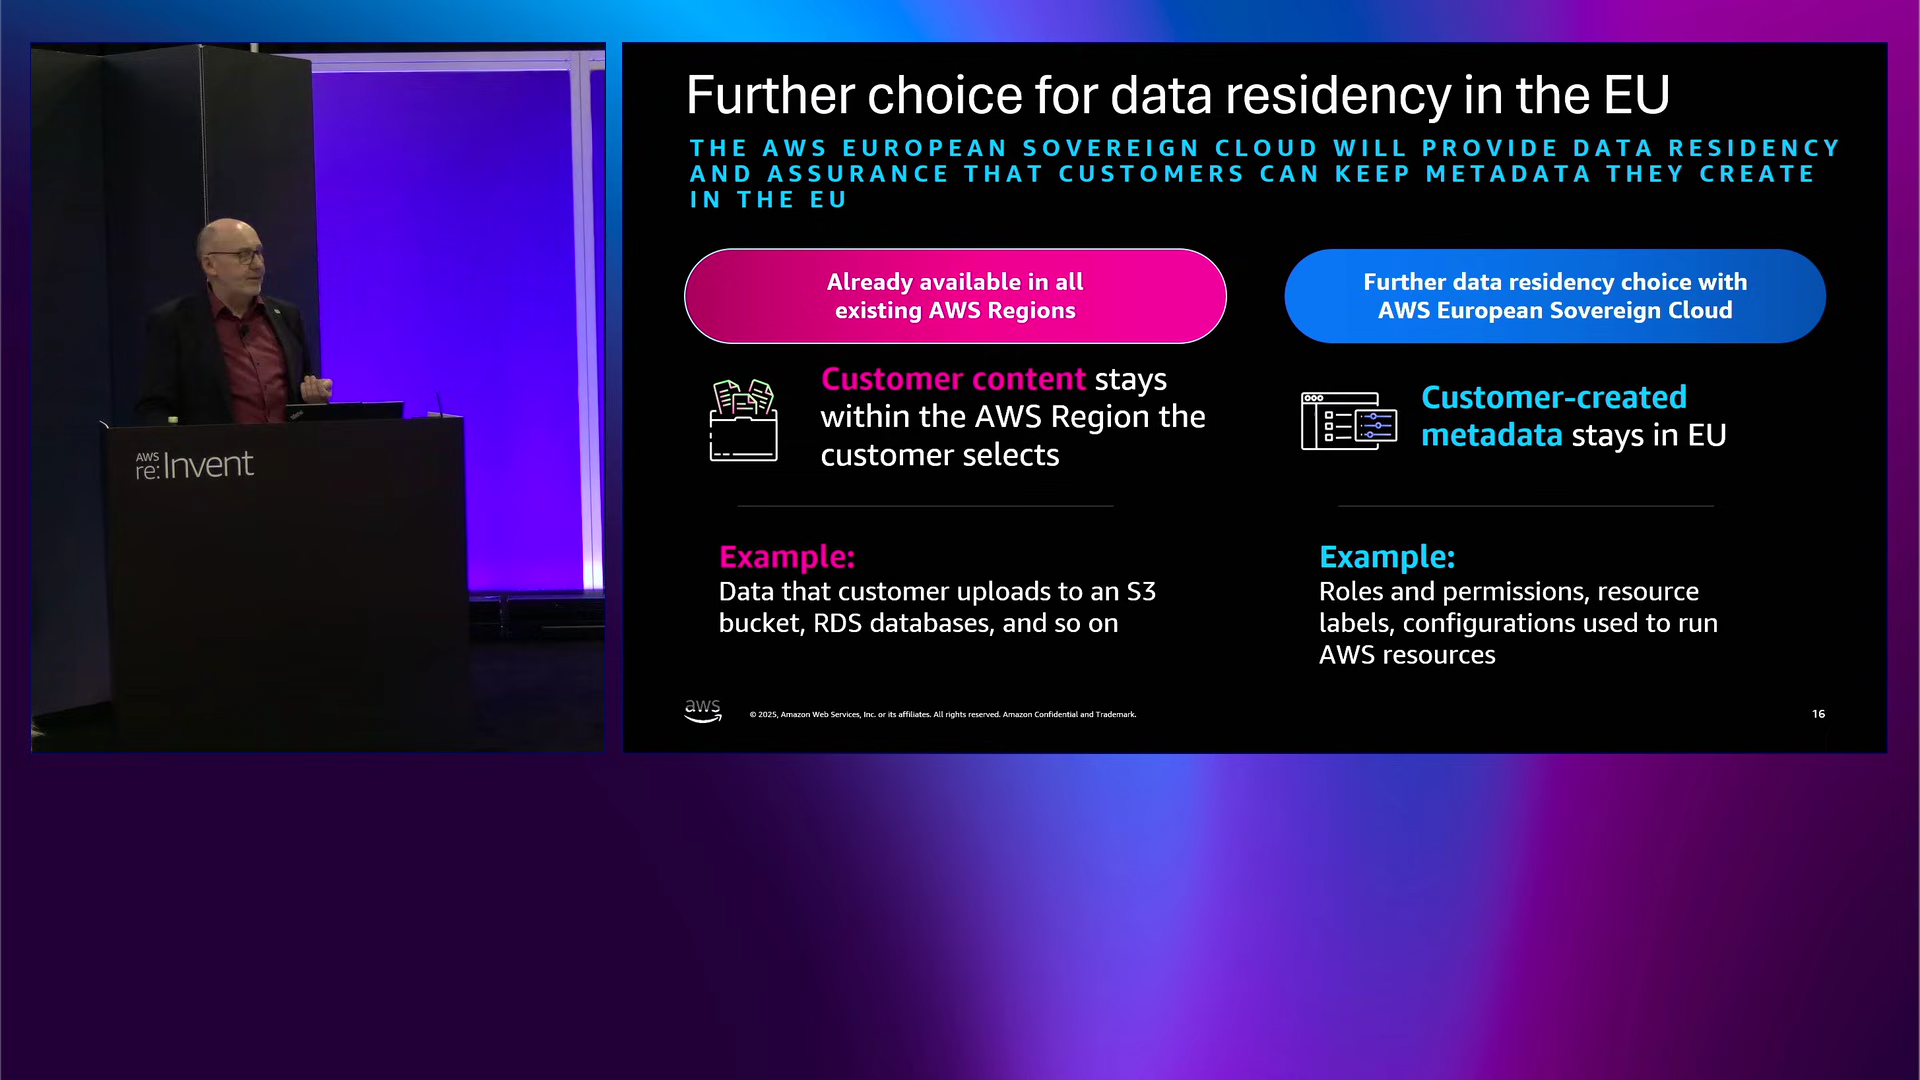 Further choice for data residency in the EU
THE AWS EUROPEAN SOVEREIGN CLOUD WILL PROVIDE DATA RESIDENCY
AND ASSURANCE THAT CUSTOMERS CAN KEEP METADATA THEY CREATE
IN THE EU
Already available in all
existing AWS Regions
Customer content stays
within the AWS Region the
customer selects
Example:
Data that customer uploads to an S3
bucket, RDS databases, and so on
Further data residency choice with
AWS European Sovereign Cloud
Customer-created
metadata stays in EU
Example:
Roles and permissions, resource
labels, configurations used to run
AWS resources
aws
© 2025, Amazon Web Services, Inc. or its affiliates. All rights reserved. Amazon Confidential and Trademark.
16
AWS
re:Invent